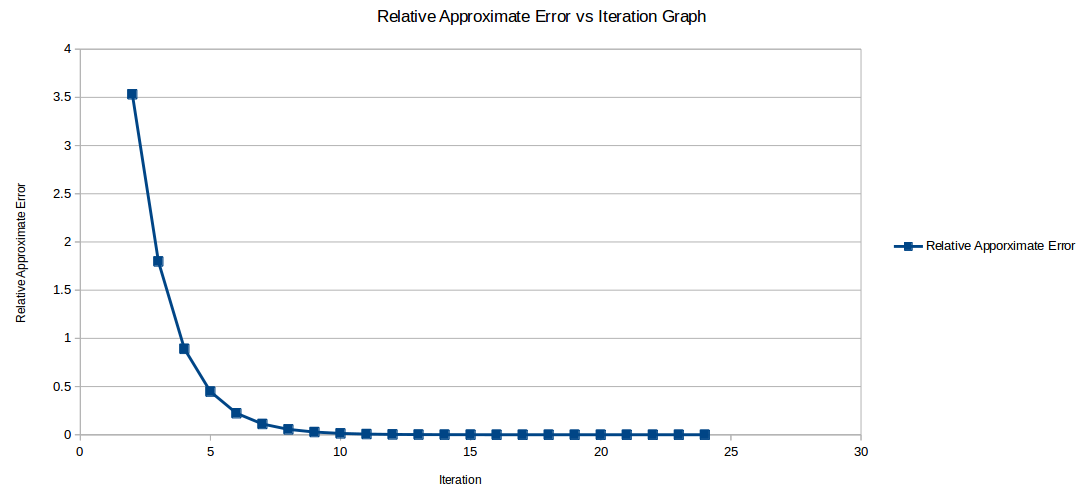 Relative Approximate Error vs Iteration Graph
4
3.5
3
2.5
2
1.5
1
0.5
0
0 5 10 15 20 25 30
Relative Approximate Error
Iteration
Relative Apporximate Error